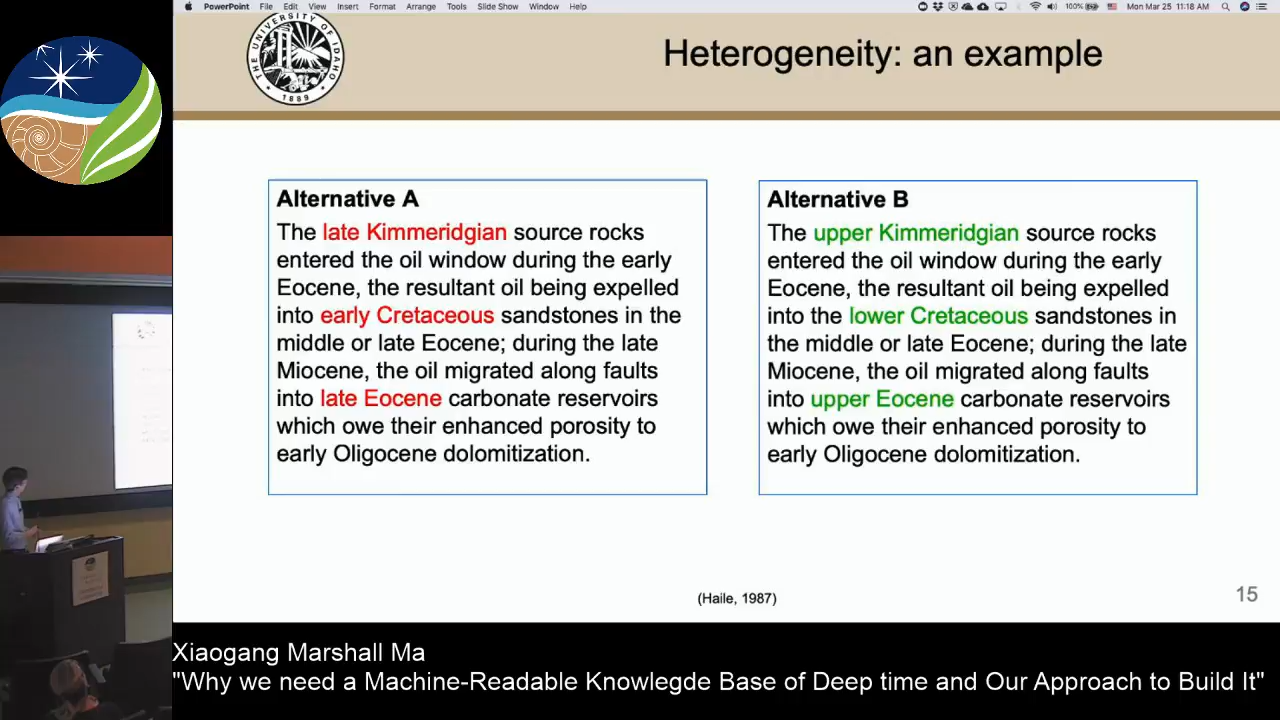 PowerPoint File Edit View Insert Format Arrange Tools Slide Show Window Help 100% Mon Mar 25 11:18 AM
THE UNIVERSITY OF IDAHO
1889
Heterogeneity: an example
Alternative A
The late Kimmeridgian source rocks
entered the oil window during the early
Eocene, the resultant oil being expelled
into early Cretaceous sandstones in the
middle or late Eocene; during the late
Miocene, the oil migrated along faults
into late Eocene carbonate reservoirs
which owe their enhanced porosity to
early Oligocene dolomitization.
Alternative B
The upper Kimmeridgian source rocks
entered the oil window during the early
Eocene, the resultant oil being expelled
into the lower Cretaceous sandstones in
the middle or late Eocene; during the late
Miocene, the oil migrated along faults
into upper Eocene carbonate reservoirs
which owe their enhanced porosity to
early Oligocene dolomitization.
(Haile, 1987)
15
Xiaogang Marshall Ma
"Why we need a Machine-Readable Knowlegde Base of Deep time and Our Approach to Build It"